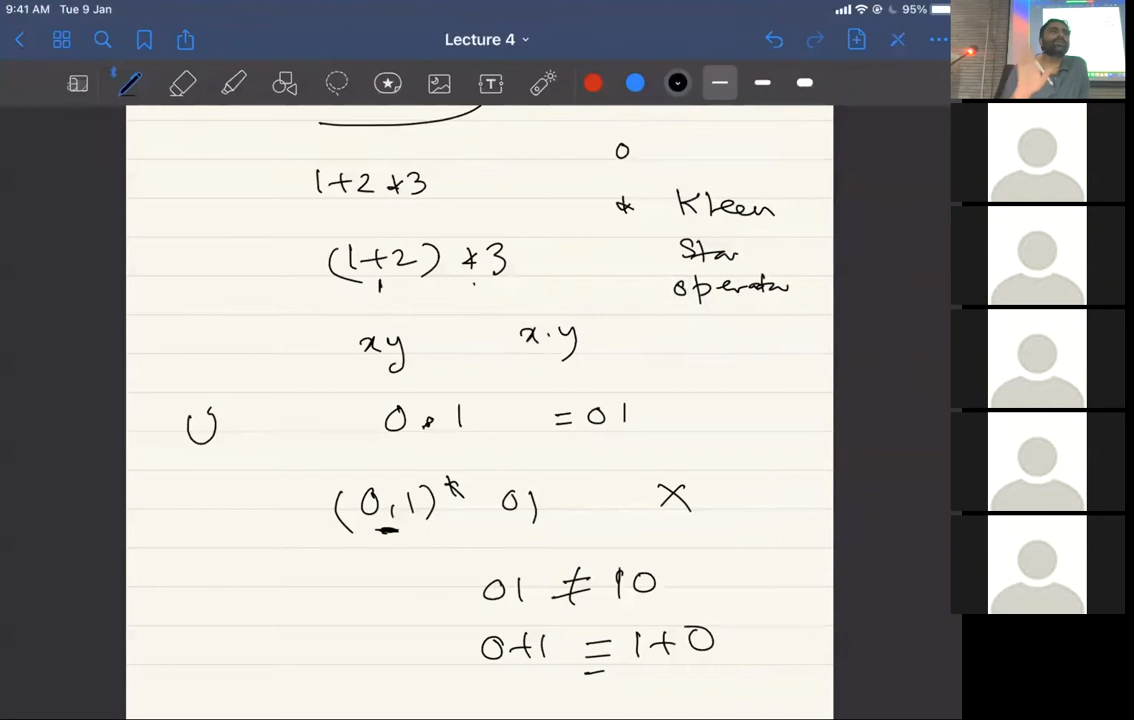 9:41 AM Tue 9 Jan
95%
Lecture 4
1+2 * 3
o
* Kleen
Star
operator
(1+2) * 3
xy x.y
U 0 . 1 = 01
(0,1)* 01 X
01 ≠ 10
0+1 ≡ 1+0